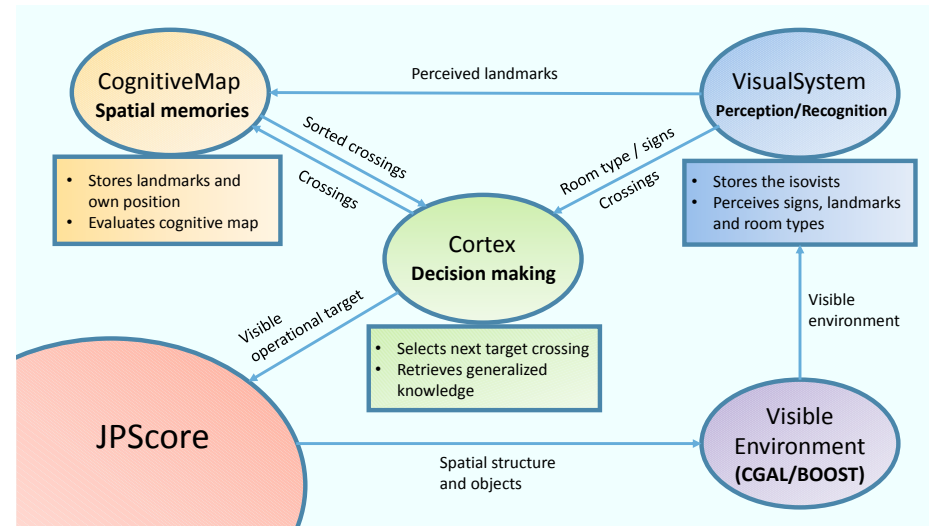 CognitiveMap
Spatial memories
Perceived landmarks
VisualSystem
Perception/Recognition
Sorted crossings
Crossings
Room type / signs
Crossings
• Stores landmarks and
own position
• Evaluates cognitive map
• Stores the isovists
• Perceives signs, landmarks
and room types
Cortex
Decision making
Visible
operational target
Visible
environment
• Selects next target crossing
• Retrieves generalized
knowledge
JPScore
Spatial structure
and objects
Visible
Environment
(CGAL/BOOST)